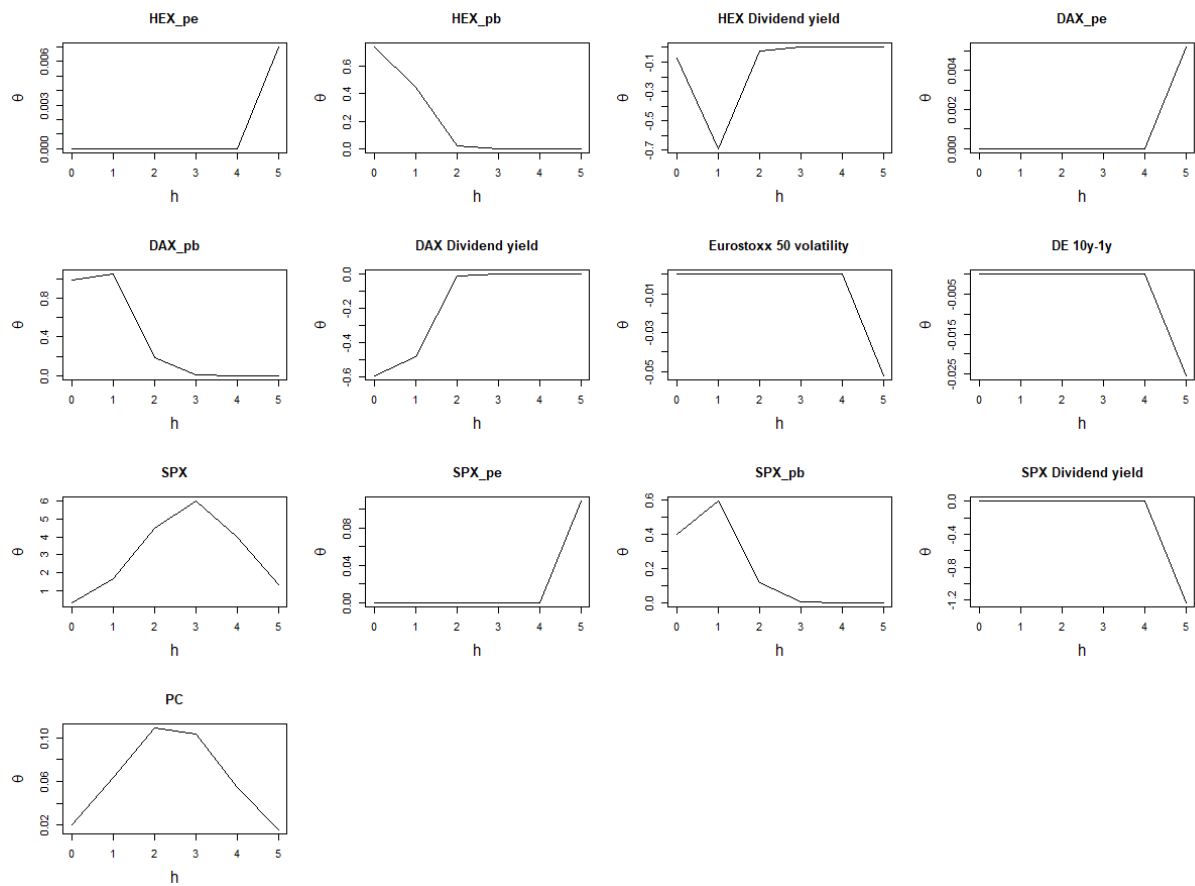 HEX_pe
HEX_pb
HEX Dividend yield
DAX_pe
θ
0.000
0.003
0.006
0 1 2 3 4 5
h
θ
0.0
0.2
0.4
0.6
0 1 2 3 4 5
h
θ
-0.7
-0.5
-0.3
-0.1
0 1 2 3 4 5
h
θ
0.000
0.002
0.004
0 1 2 3 4 5
h
DAX_pb
DAX Dividend yield
Eurostoxx 50 volatility
DE 10y-1y
θ
0.0
0.4
0.8
0 1 2 3 4 5
h
θ
-0.6
-0.4
-0.2
0.0
0 1 2 3 4 5
h
θ
-0.05
-0.03
-0.01
0 1 2 3 4 5
h
θ
-0.025
-0.015
-0.005
0 1 2 3 4 5
h
SPX
SPX_pe
SPX_pb
SPX Dividend yield
θ
1
2
3
4
5
6
0 1 2 3 4 5
h
θ
0.00
0.04
0.08
0 1 2 3 4 5
h
θ
0.0
0.2
0.4
0.6
0 1 2 3 4 5
h
θ
-1.2
-0.8
-0.4
0.0
0 1 2 3 4 5
h
PC
θ
0.02
0.06
0.10
0 1 2 3 4 5
h